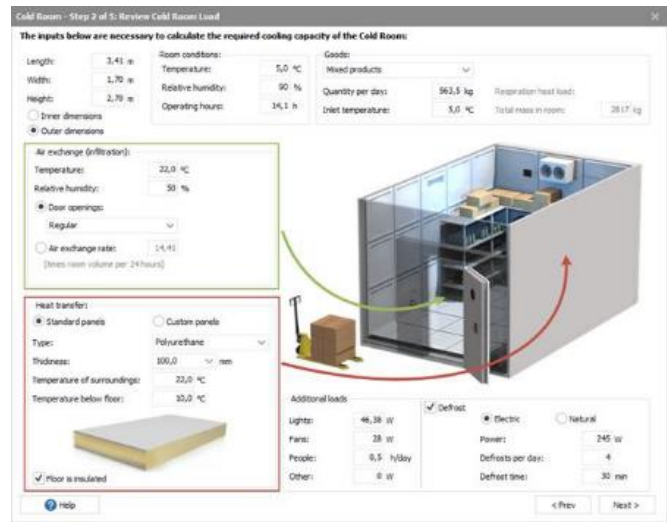 Cold Room - Step 2 of 5: Review Cold Room Load
The inputs below are necessary to calculate the required cooling capacity of the Cold Room:
Length: 3,41 m
Width: 1,70 m
Height: 2,70 m
Inner dimensions
Outer dimensions
Room conditions:
Temperature: 5,0 °C
Relative humidity: 90 %
Operating hours: 14,1 h
Goods:
Mixed products
Quantity per day: 563,5 kg
Inlet temperature: 5,0 °C
Respiration heat load:
Total mass in room: 2817 kg
Air exchange (infiltration):
Temperature: 22,0 °C
Relative humidity: 50 %
Door openings:
Regular
Air exchange rate: 14,41
[times room volume per 24 hours]
Heat transfer:
Standard panels
Custom panels
Type: Polyurethane
Thickness: 100,0 mm
Temperature of surroundings: 22,0 °C
Temperature below floor: 10,0 °C
Floor is insulated
Additional loads
Lights: 46,38 W
Fans: 28 W
People: 0,5 h/day
Other: 0 W
Defrost
Electric
Natural
Power: 245 W
Defrosts per day: 4
Defrost time: 30 min
Help
< Prev
Next >